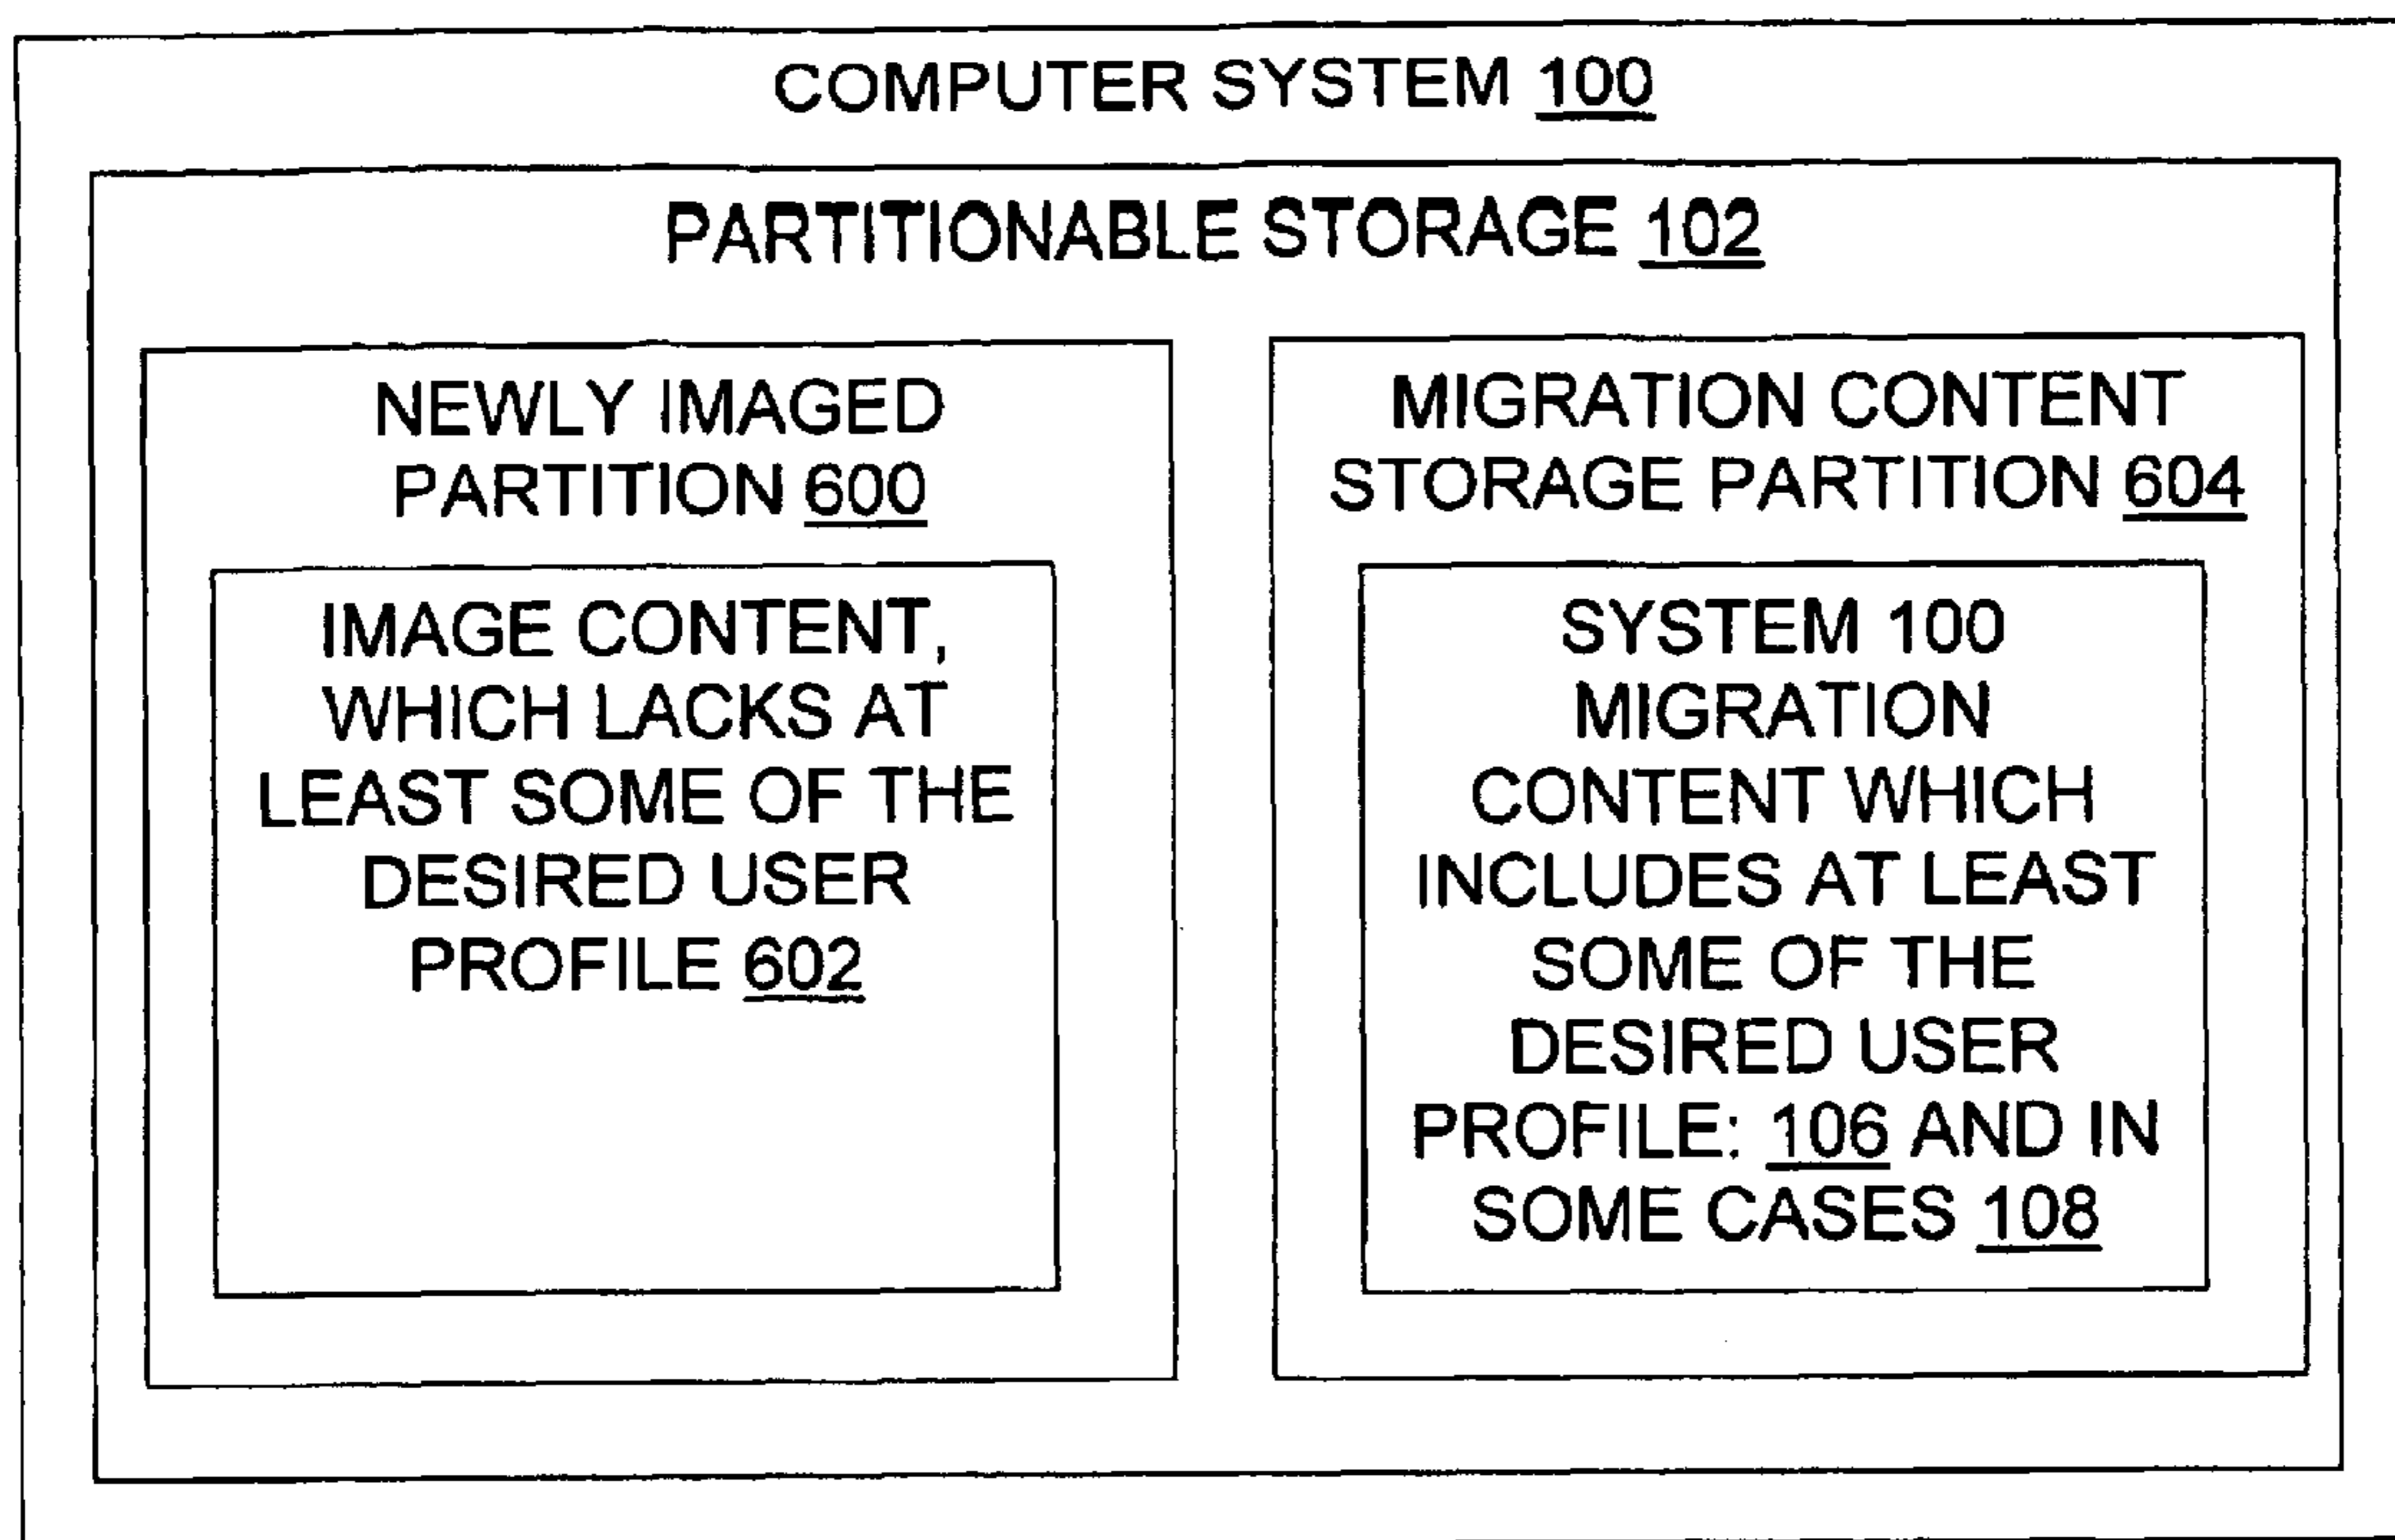 COMPUTER SYSTEM 100
PARTITIONABLE STORAGE 102
NEWLY IMAGED
PARTITION 600
IMAGE CONTENT,
WHICH LACKS AT
LEAST SOME OF THE
DESIRED USER
PROFILE 602
MIGRATION CONTENT
STORAGE PARTITION 604
SYSTEM 100
MIGRATION
CONTENT WHICH
INCLUDES AT LEAST
SOME OF THE
DESIRED USER
PROFILE: 106 AND IN
SOME CASES 108